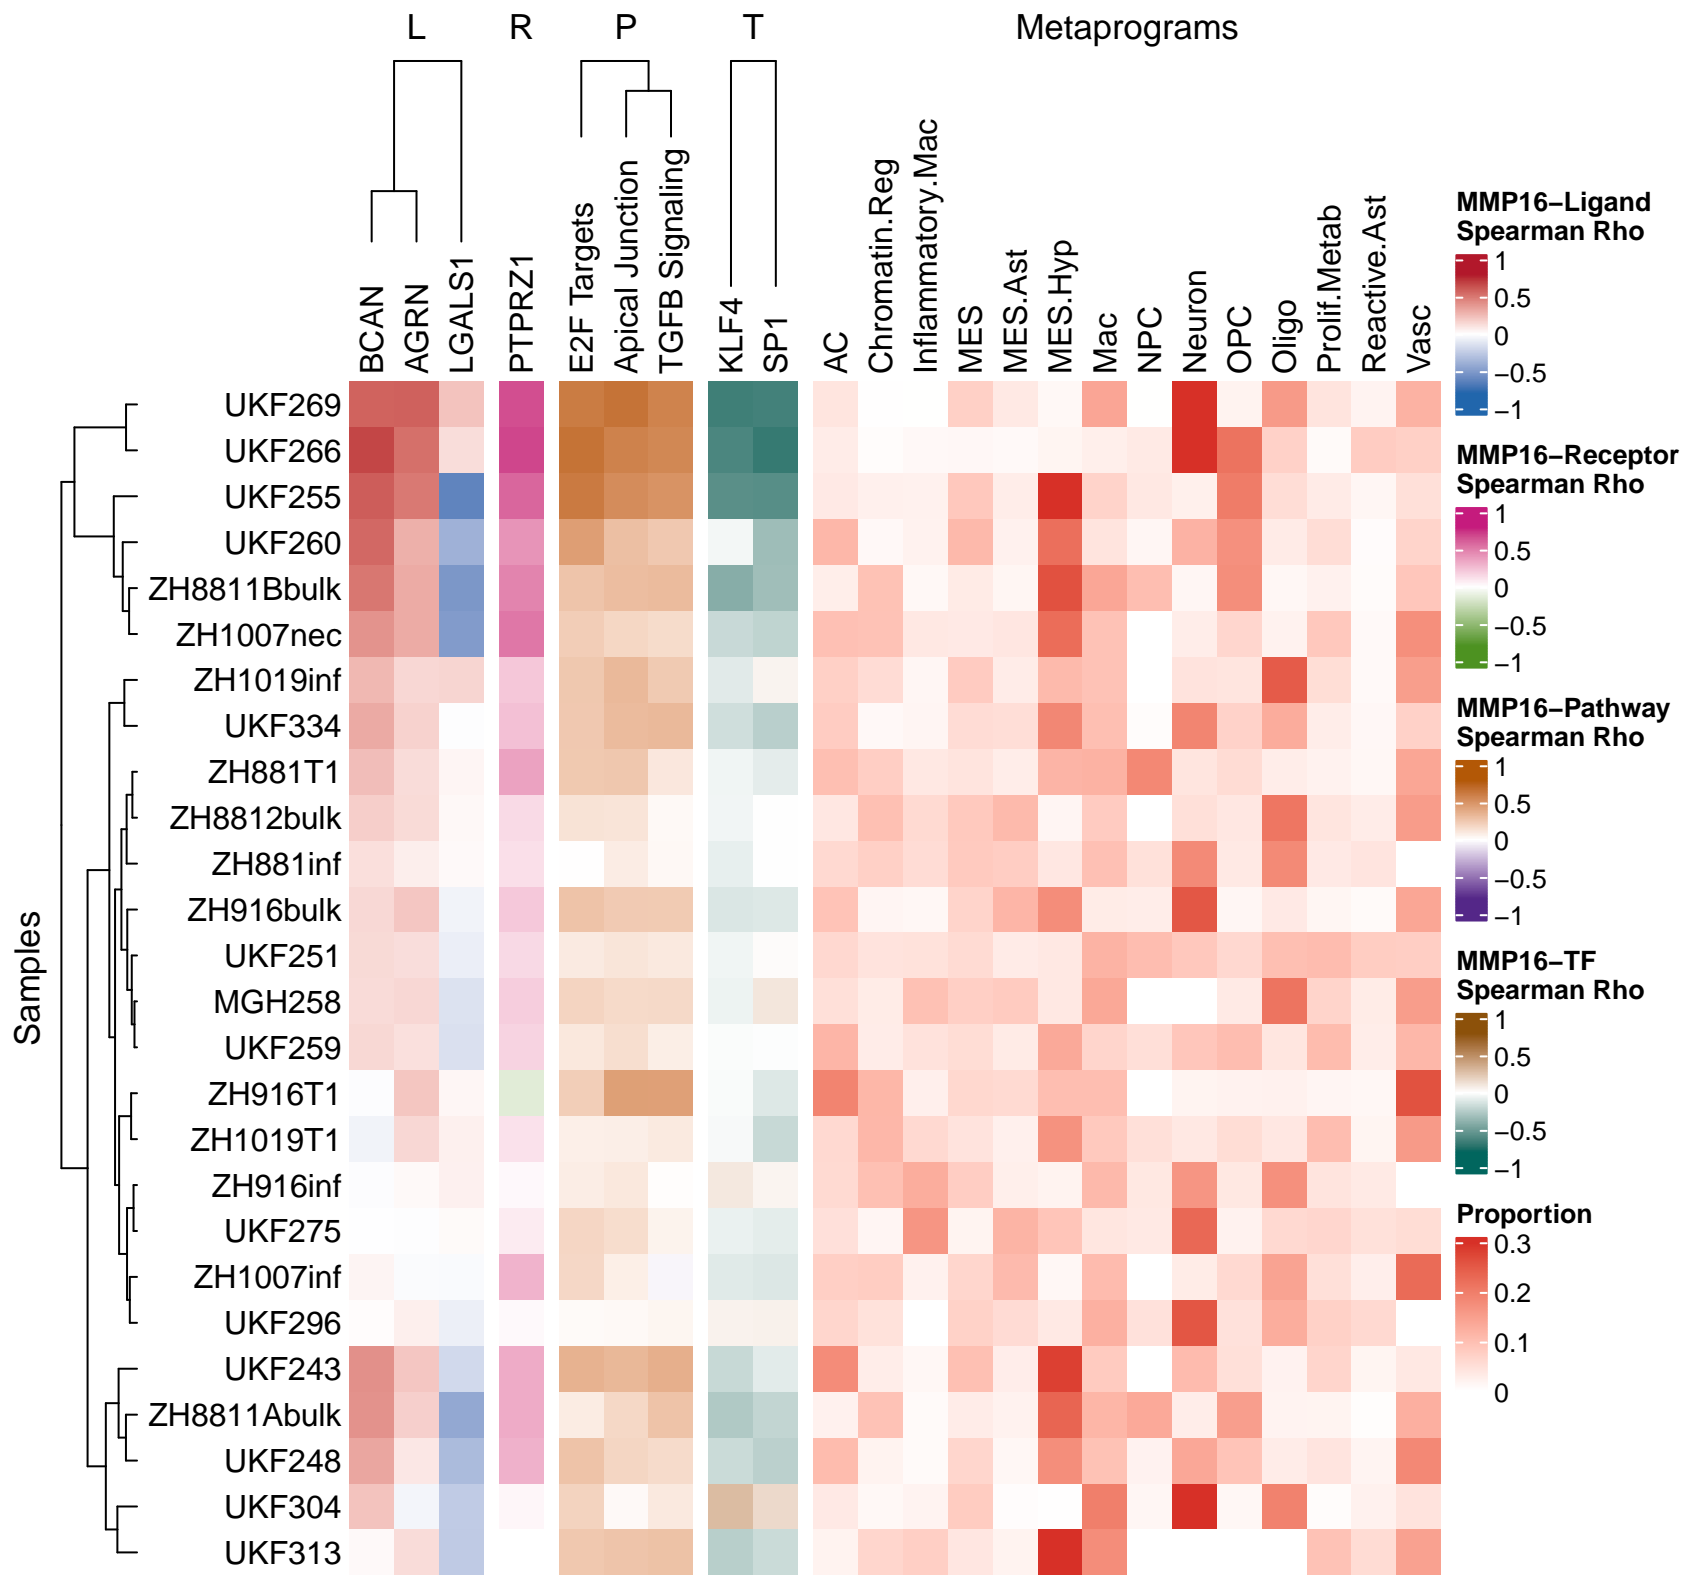 L R P T Metaprograms
BCAN AGRN LGALS1 PTPRZ1 E2F Targets Apical Junction TGFB Signaling KLF4 SP1 AC Chromatin.Reg Inflammatory.Mac MES MES.Ast MES.Hyp Mac NPC Neuron OPC Oligo Prolif.Metab Reactive.Ast Vasc
Samples
UKF269
UKF266
UKF255
UKF260
ZH8811Bbulk
ZH1007nec
ZH1019inf
UKF334
ZH881T1
ZH8812bulk
ZH881inf
ZH916bulk
UKF251
MGH258
UKF259
ZH916T1
ZH1019T1
ZH916inf
UKF275
ZH1007inf
UKF296
UKF243
ZH8811Abulk
UKF248
UKF304
UKF313
MMP16−Ligand
Spearman Rho
1
0.5
0
−0.5
−1
MMP16−Receptor
Spearman Rho
1
0.5
0
−0.5
−1
MMP16−Pathway
Spearman Rho
1
0.5
0
−0.5
−1
MMP16−TF
Spearman Rho
1
0.5
0
−0.5
−1
Proportion
0.3
0.2
0.1
0